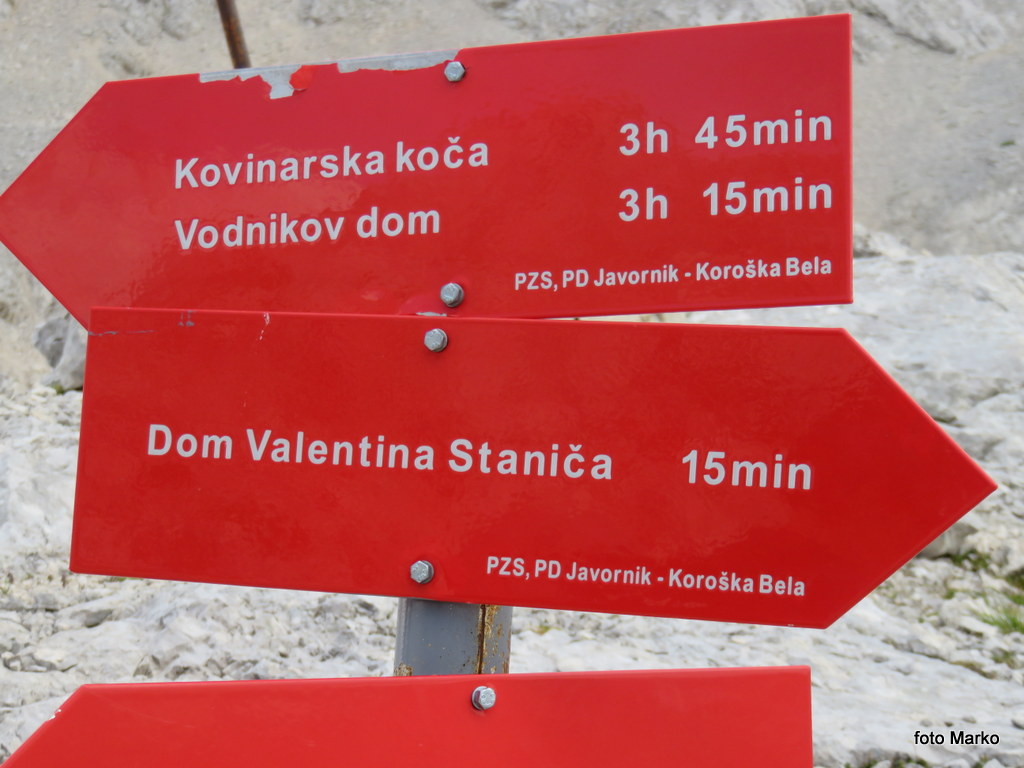 Kovinarska koča 3h 45min
Vodnikov dom 3h 15min
PZS, PD Javornik - Koroška Bela
Dom Valentina Staniča 15min
PZS, PD Javornik - Koroška Bela
foto Marko